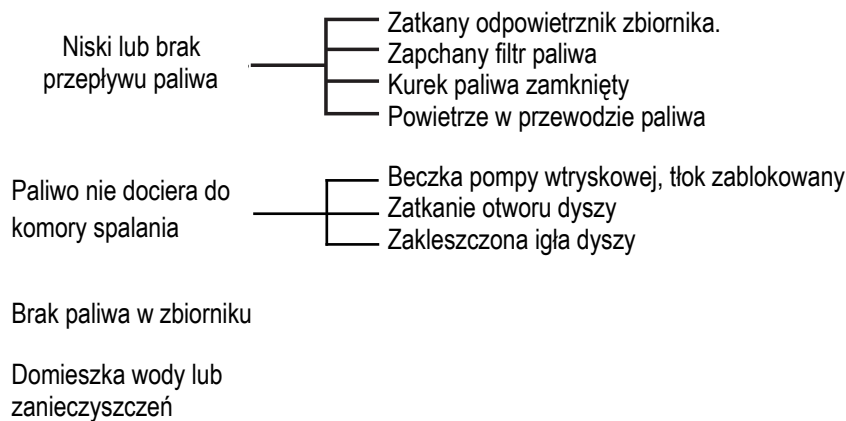 Niski lub brak
przepływu paliwa
Zatkany odpowietrznik zbiornika.
Zapchany filtr paliwa
Kurek paliwa zamknięty
Powietrze w przewodzie paliwa
Paliwo nie dociera do
komory spalania
Beczka pompy wtryskowej, tłok zablokowany
Zatkanie otworu dyszy
Zakleszczona igła dyszy
Brak paliwa w zbiorniku
Domieszka wody lub
zanieczyszczeń